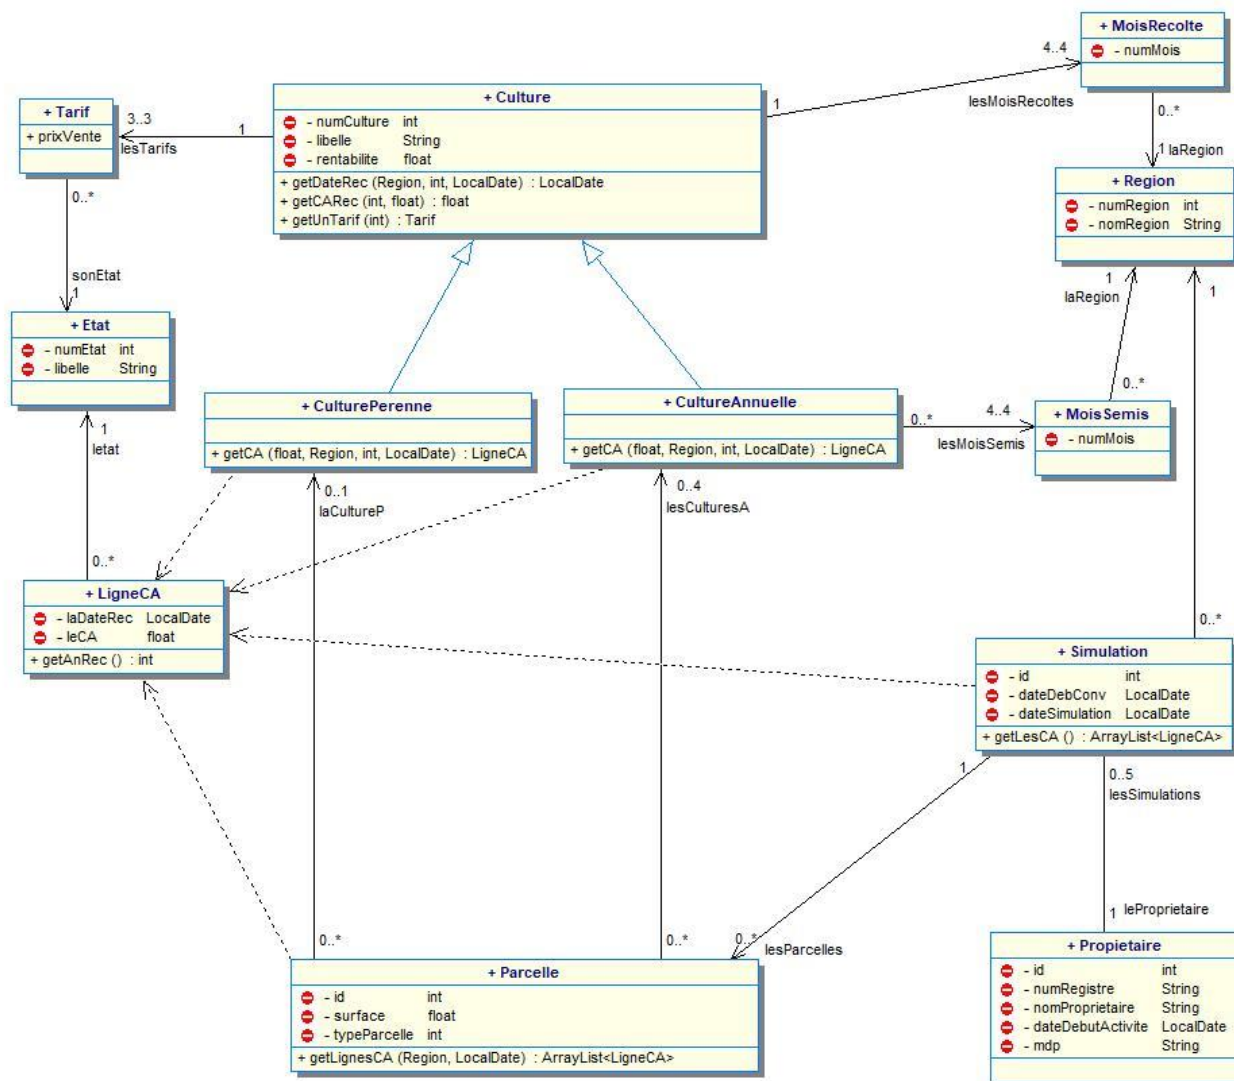 + MoisRecolte
- numMois
4..4
1
lesMoisRecoltes
0..*
1 laRegion
+ Tarif
+ prixVente
3..3
1
lesTarifs
0..*
sonEtat
1
+ Culture
- numCulture int
- libelle String
- rentabilite float
+ getDateRec (Region, int, LocalDate) : LocalDate
+ getCARec (int, float) : float
+ getUnTarif (int) : Tarif
+ Region
- numRegion int
- nomRegion String
1
laRegion
1
+ Etat
- numEtat int
- libelle String
1
letat
0..*
+ CulturePerenne
+ getCA (float, Region, int, LocalDate) : LigneCA
0..1
laCultureP
+ CultureAnnuelle
+ getCA (float, Region, int, LocalDate) : LigneCA
0..*
4..4
lesMoisSemis
0..4
lesCulturesA
0..*
+ MoisSemis
- numMois
+ LigneCA
- laDateRec LocalDate
- leCA float
+ getAnRec () : int
0..*
+ Simulation
- id int
- dateDebConv LocalDate
- dateSimulation LocalDate
+ getLesCA () : ArrayList<LigneCA>
1
0..5
lesSimulations
1 leProprietaire
0..*
0..*
0..*
lesParcelles
+ Parcelle
- id int
- surface float
- typeParcelle int
+ getLignesCA (Region, LocalDate) : ArrayList<LigneCA>
+ Propietaire
- id int
- numRegistre String
- nomProprietaire String
- dateDebutActivite LocalDate
- mdp String